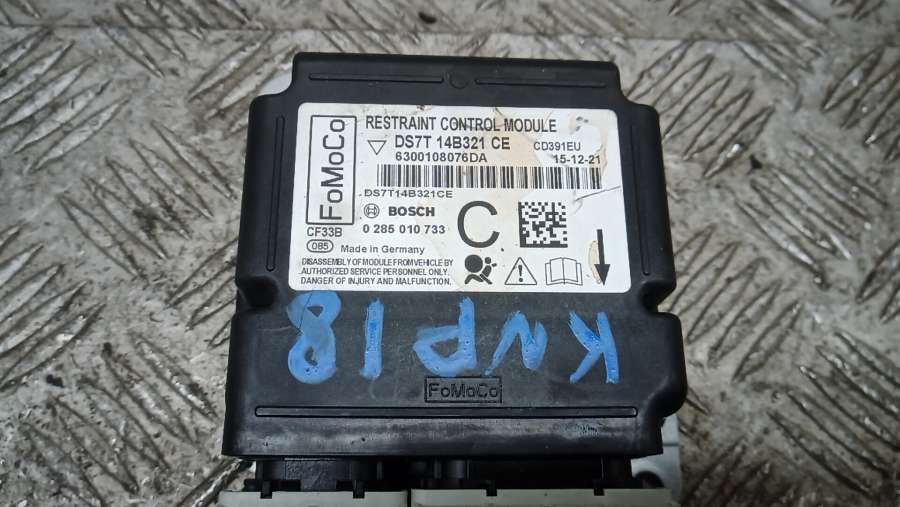 FoMoCo
RESTRAINT CONTROL MODULE
DS7T 14B321 CE
CD391EU
6300108076DA
15-12-21
DS7T14B321CE
BOSCH
0 285 010 733
C
CF33B
085
Made in Germany
DISASSEMBLY OF MODULE FROM VEHICLE BY
AUTHORIZED SERVICE PERSONNEL ONLY.
DANGER OF INJURY AND MALFUNCTION.
KNP18
FoMoCo